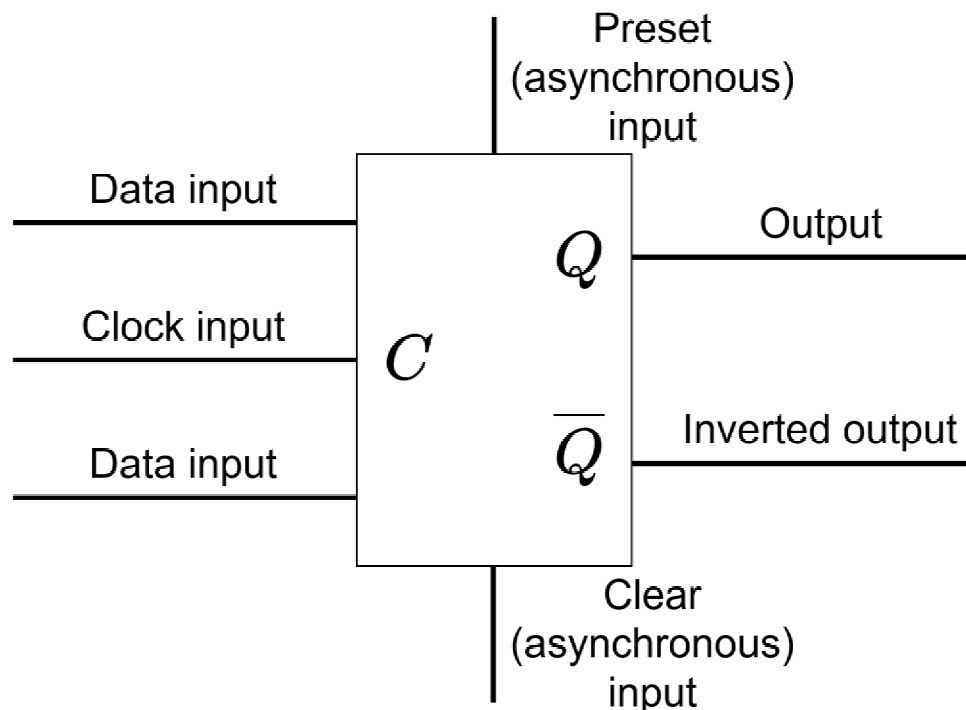 Preset
(asynchronous)
input
Data input
Output
Q
Clock input
C
Data input
Inverted output
Q̅
Clear
(asynchronous)
input